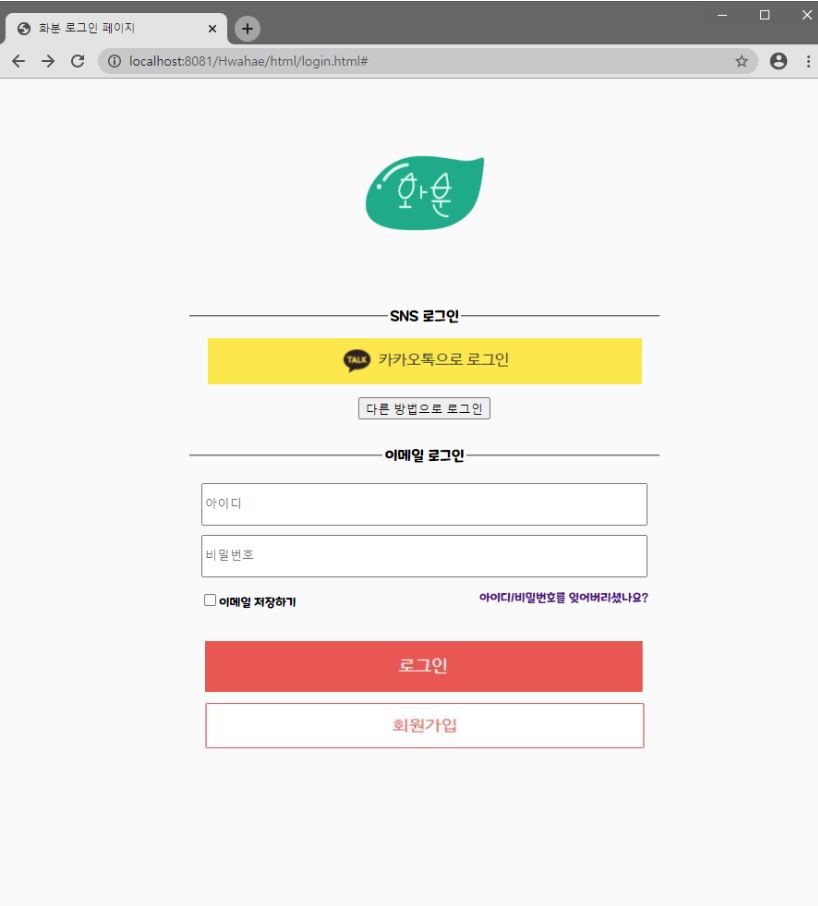 화분 로그인 페이지
localhost:8081/Hwahae/html/login.html#
화분
SNS 로그인
TALK 카카오톡으로 로그인
다른 방법으로 로그인
이메일 로그인
아이디
비밀번호
이메일 저장하기
아이디/비밀번호를 잊어버리셨나요?
로그인
회원가입